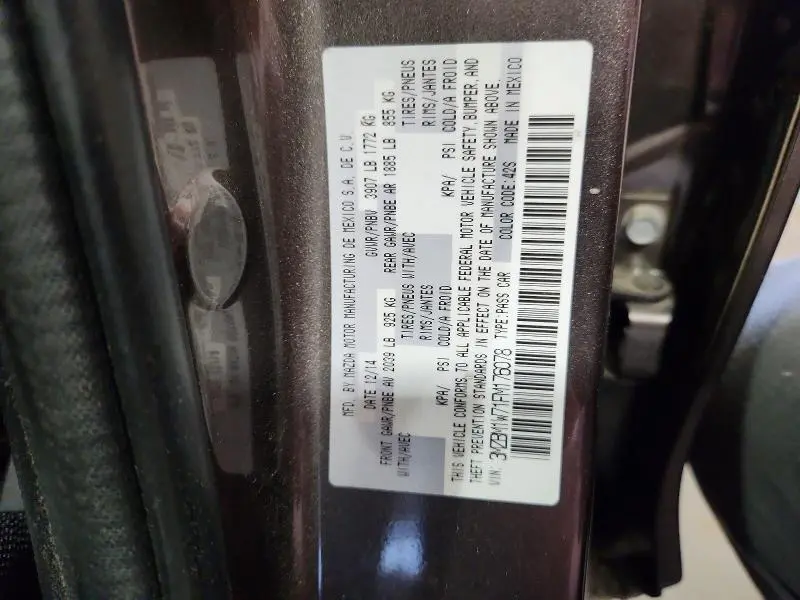 MFD. BY MAZDA MOTOR MANUFACTURING DE MEXICO S.A. DE C.V.
DATE 12/14 GVWR/PNBV 3907 LB 1772 KG
FRONT GAWR/PNBE AV 2039 LB 925 KG REAR GAWR/PNBE AR 1885 LB 855 KG
WITH/AVEC TIRES/PNEUS WITH/AVEC TIRES/PNEUS
RIMS/JANTES RIMS/JANTES
KPA/ PSI COLD/A FROID KPA/ PSI COLD/A FROID
THIS VEHICLE CONFORMS TO ALL APPLICABLE FEDERAL MOTOR VEHICLE SAFETY, BUMPER, AND
THEFT PREVENTION STANDARDS IN EFFECT ON THE DATE OF MANUFACTURE SHOWN ABOVE.
VIN: 3MZBM1W71FM176078 TYPE:PASS CAR COLOR CODE:42S MADE IN MEXICO